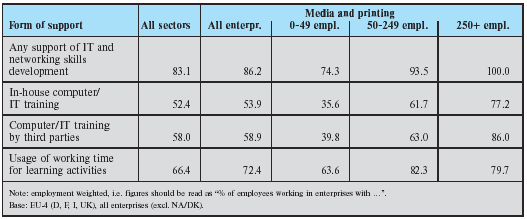 Media and printing
Form of support All sectors All enterpr. 0-49 empl. 50-249 empl. 250+ empl.
Any support of IT and
networking skills
development 83.1 86.2 74.3 93.5 100.0
In-house computer/
IT training 52.4 53.9 35.6 61.7 77.2
Computer/IT training
by third parties 58.0 58.9 39.8 63.0 86.0
Usage of working time
for learning activities 66.4 72.4 63.6 82.3 79.7
Note: employment weighted, i.e. figures should be read as “% of employees working in enterprises with ...”.
Base: EU-4 (D, F, I, UK), all enterprises (excl. NA/DK).